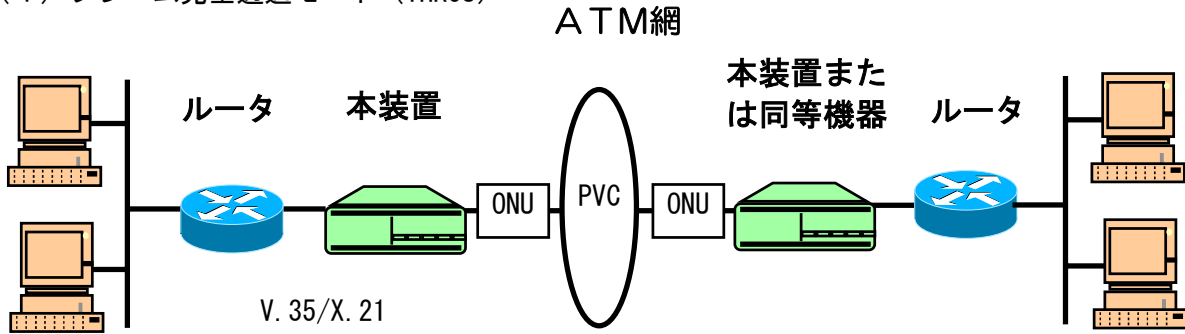 ATM網
ルータ
本装置
本装置また
は同等機器
ルータ
ONU
PVC
ONU
V.35/X.21